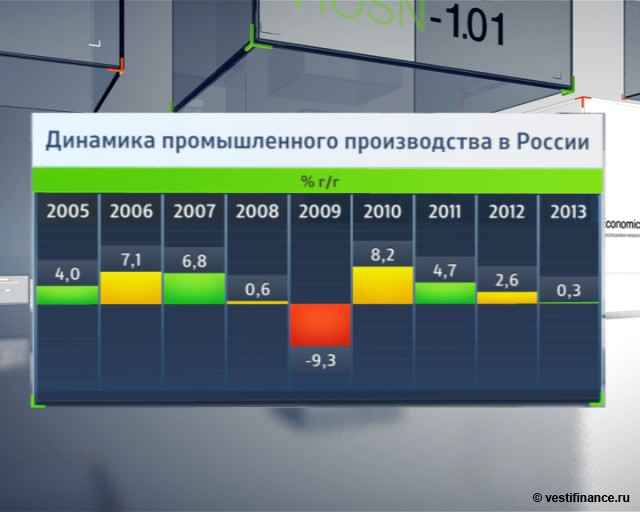 -1.01
Динамика промышленного производства в России
% г/г
2005 2006 2007 2008 2009 2010 2011 2012 2013
4,0 7,1 6,8 0,6 -9,3 8,2 4,7 2,6 0,3
© vestifinance.ru